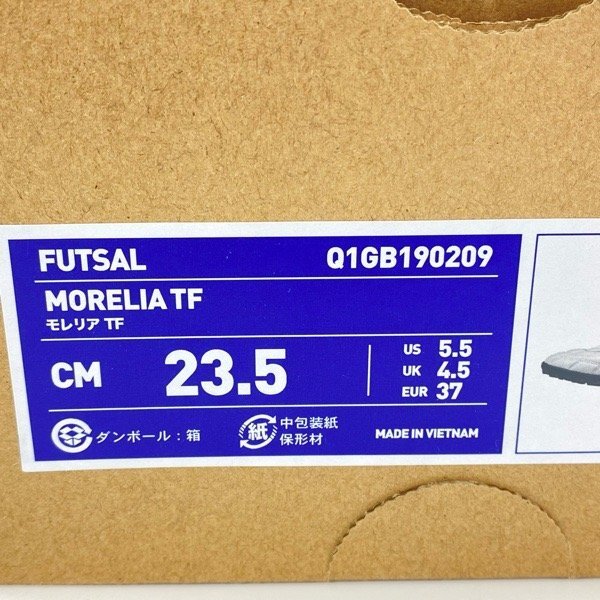 FUTSAL Q1GB190209
MORELIA TF
モレリア TF
CM 23.5
US 5.5
UK 4.5
EUR 37
ダンボール:箱
紙 中包装紙
保形材
MADE IN VIETNAM